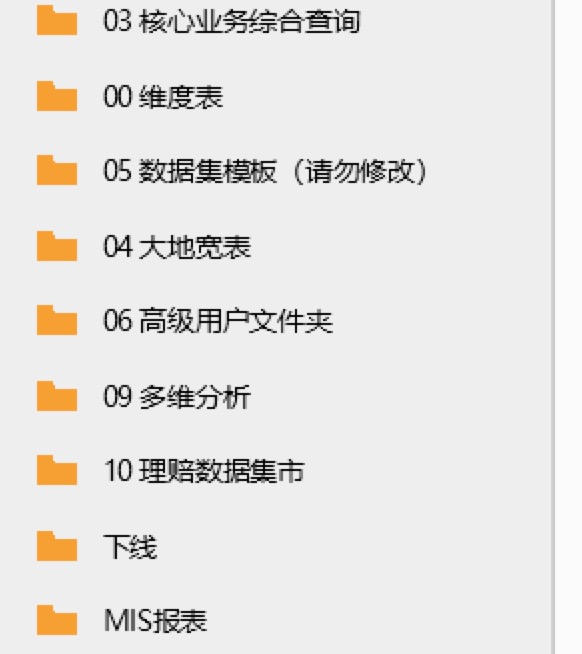 03 核心业务综合查询
00 维度表
05 数据集模板（请勿修改）
04 大地宽表
06 高级用户文件夹
09 多维分析
10 理赔数据集市
下线
MIS报表